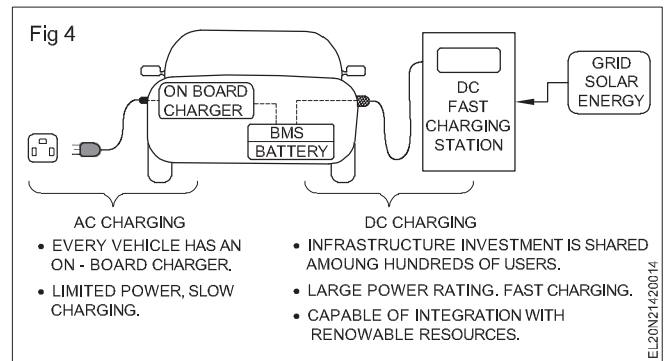 Fig 4
ON BOARD
CHARGER
BMS
BATTERY
DC
FAST
CHARGING
STATION
GRID
SOLAR
ENERGY
AC CHARGING
• EVERY VEHICLE HAS AN
ON - BOARD CHARGER.
• LIMITED POWER, SLOW
CHARGING.
DC CHARGING
• INFRASTRUCTURE INVESTMENT IS SHARED
AMOUNG HUNDREDS OF USERS.
• LARGE POWER RATING. FAST CHARGING.
• CAPABLE OF INTEGRATION WITH
RENOWABLE RESOURCES.
EL20N21420014